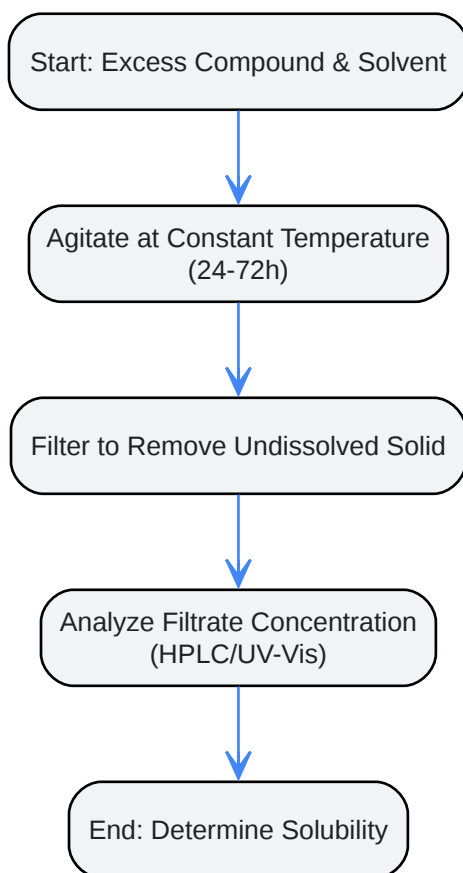 Start: Excess Compound & Solvent
Agitate at Constant Temperature
(24-72h)
Filter to Remove Undissolved Solid
Analyze Filtrate Concentration
(HPLC/UV-Vis)
End: Determine Solubility